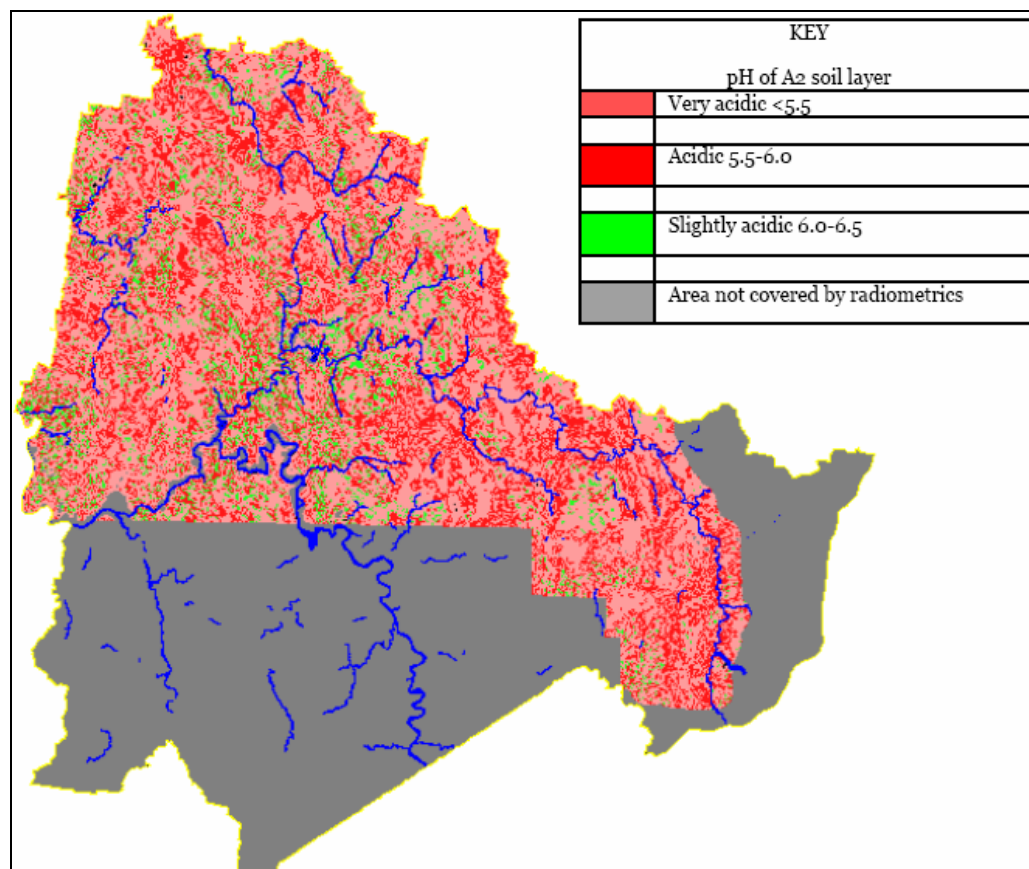 KEY
pH of A2 soil layer
Very acidic <5.5
Acidic 5.5-6.0
Slightly acidic 6.0-6.5
Area not covered by radiometrics